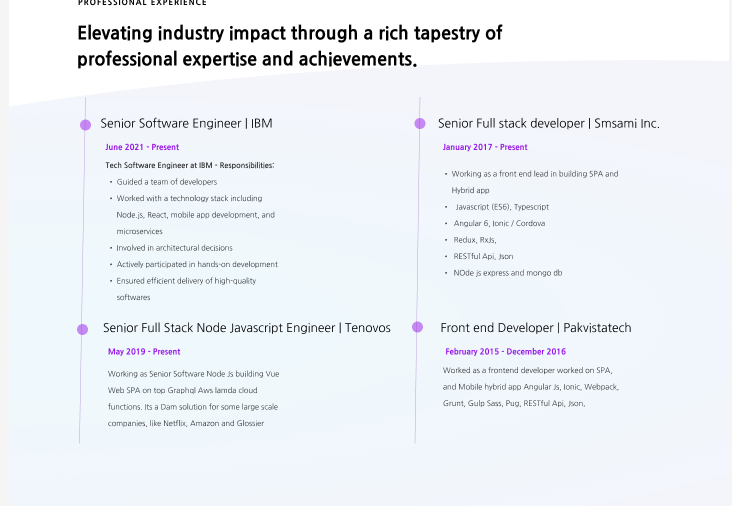 PROFESSIONAL EXPERIENCE
Elevating industry impact through a rich tapestry of
professional expertise and achievements.
Senior Software Engineer | IBM
June 2021 - Present
Tech Software Engineer at IBM - Responsibilities:
• Guided a team of developers
• Worked with a technology stack including
Node.js, React, mobile app development, and
microservices
• Involved in architectural decisions
• Actively participated in hands-on development
• Ensured efficient delivery of high-quality
softwares
Senior Full Stack Node Javascript Engineer | Tenovos
May 2019 - Present
Working as Senior Software Node Js building Vue
Web SPA on top Graphql Aws lamda cloud
functions. Its a Dam solution for some large scale
companies, like Netflix, Amazon and Glossier
Senior Full stack developer | Smsami Inc.
January 2017 - Present
• Working as a front end lead in building SPA and
Hybrid app
• Javascript (ES6), Typescript
• Angular 6, Ionic / Cordova
• Redux, RxJs,
• RESTful Api, Json
• NOde js express and mongo db
Front end Developer | Pakvistatech
February 2015 - December 2016
Worked as a frontend developer worked on SPA,
and Mobile hybrid app Angular Js, Ionic, Webpack,
Grunt, Gulp Sass, Pug, RESTful Api, Json,